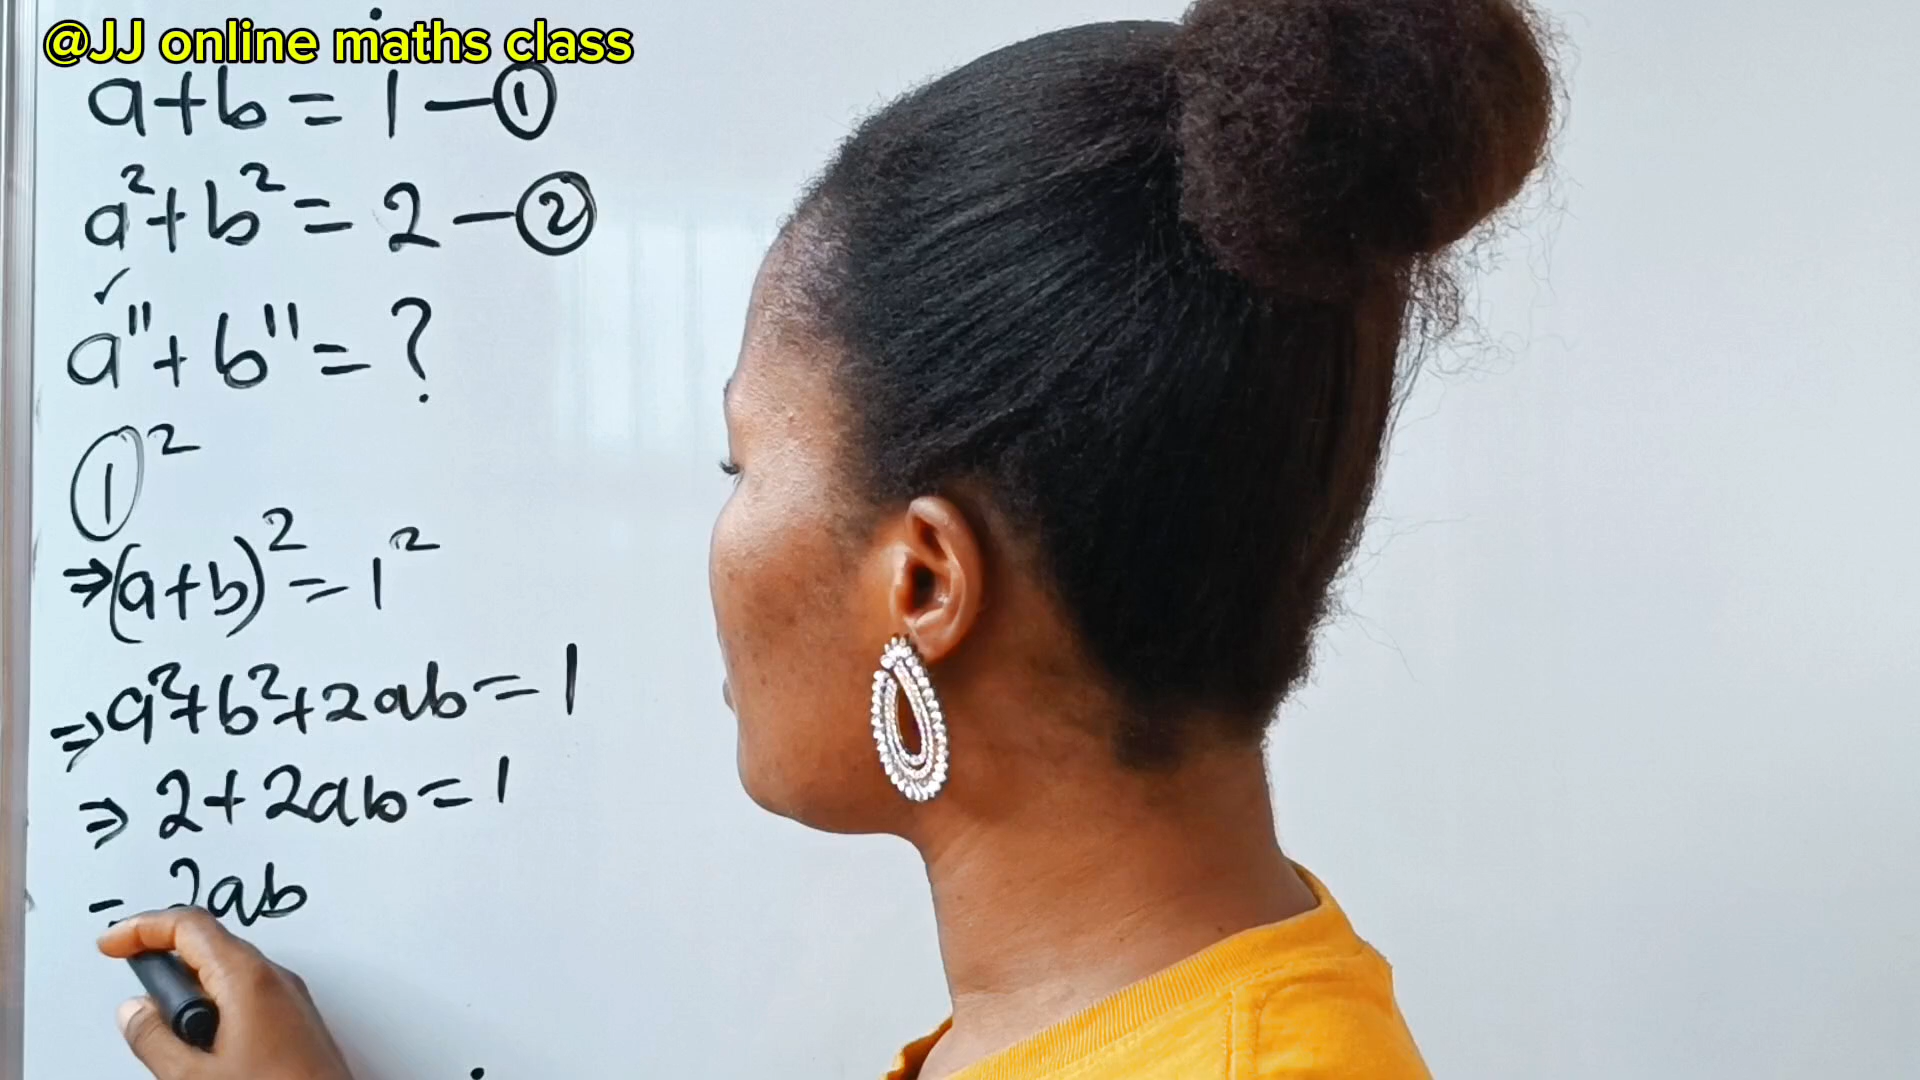 @JJ online maths class
a+b = 1 — ①
a²+b² = 2 — ②
✓
a¹¹+b¹¹ = ?
①²
⇒(a+b)² = 1²
⇒a²+b²+2ab = 1
⇒ 2+2ab = 1
= 2ab